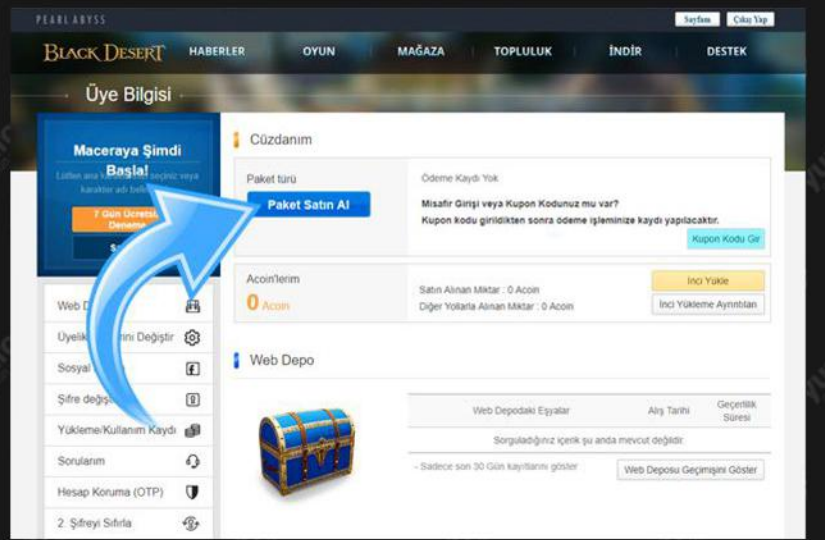 PEARL ABYSS
Sayfam
Çıkış Yap
BLACK DESERT
HABERLER
OYUN
MAĞAZA
TOPLULUK
İNDİR
DESTEK
Üye Bilgisi
Maceraya Şimdi
Başla!
7 Gün Ücretsiz
Cüzdanım
Paket türü
Paket Satın Al
Ödeme Kaydı Yok
Misafir Girişi veya Kupon Kodunuz mu var?
Kupon kodu girildikten sonra ödeme işleminize kaydı yapılacaktır.
Kupon Kodu Gir
Acoin'lerim
0 Acoin
Satın Alınan Miktar : 0 Acoin
Diğer Yollarla Alınan Miktar : 0 Acoin
İnci Yükle
İnci Yükleme Ayrıntıları
Web
Üyelik
Değiştir
Sosyal
Şifre
Yükleme/Kullanım Kaydı
Sorularım
Hesap Koruma (OTP)
2. Şifreyi Sıfırla
Web Depo
Web Depodaki Eşyalar
Alış Tarihi
Geçerlilik
Süresi
Sorguladığınız içerik şu anda mevcut değildir.
- Sadece son 30 Gün kayıtlarını göster
Web Deposu Geçimişini Göster